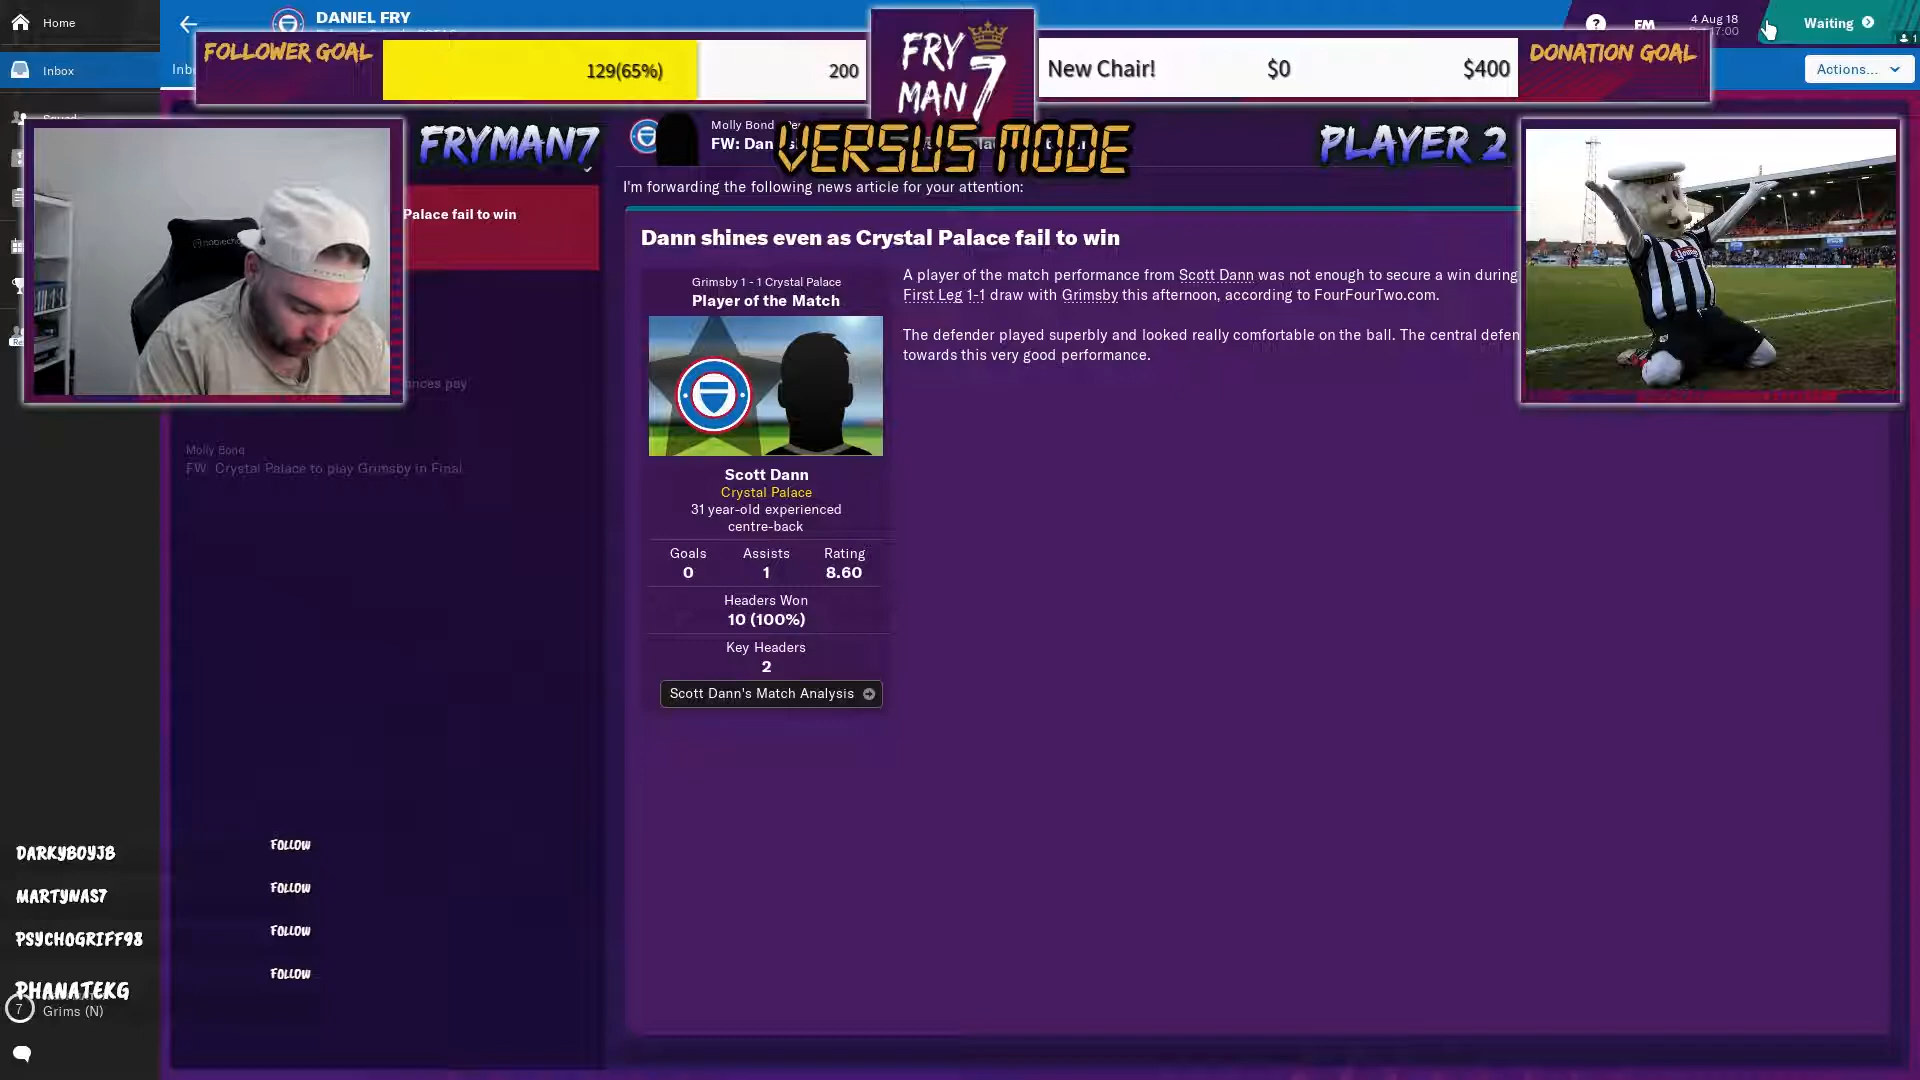 Home
DANIEL FRY
4 Aug 18
17:00
FM
Waiting
1
Inbox
Actions...
FOLLOWER GOAL
129(65%)
200
FRY
MAN 7
New Chair!
$0
$400
DONATION GOAL
FRYMAN7
VERSUS MODE
PLAYER 2
Molly Bond
FW: Dan
I'm forwarding the following news article for your attention:
Palace fail to win
Dann shines even as Crystal Palace fail to win
Grimsby 1 - 1 Crystal Palace
Player of the Match
A player of the match performance from Scott Dann was not enough to secure a win during
First Leg 1-1 draw with Grimsby this afternoon, according to FourFourTwo.com.
The defender played superbly and looked really comfortable on the ball. The central defen
towards this very good performance.
nces pay
Molly Bond
FW: Crystal Palace to play Grimsby in Final
Scott Dann
Crystal Palace
31 year-old experienced
centre-back
Goals
Assists
Rating
0
1
8.60
Headers Won
10 (100%)
Key Headers
2
Scott Dann's Match Analysis
DARKYBOYJB
FOLLOW
MARTYNAS7
FOLLOW
PSYCHOGRIFF98
FOLLOW
PHANATEKG
FOLLOW
7
Grims (N)